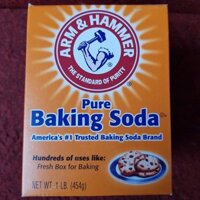 ARM & HAMMER
THE STANDARD OF PURITY
Pure
Baking Soda
America's #1 Trusted Baking Soda Brand
Hundreds of uses like:
Fresh Box for Baking
NET WT. 1 LB. (454g)